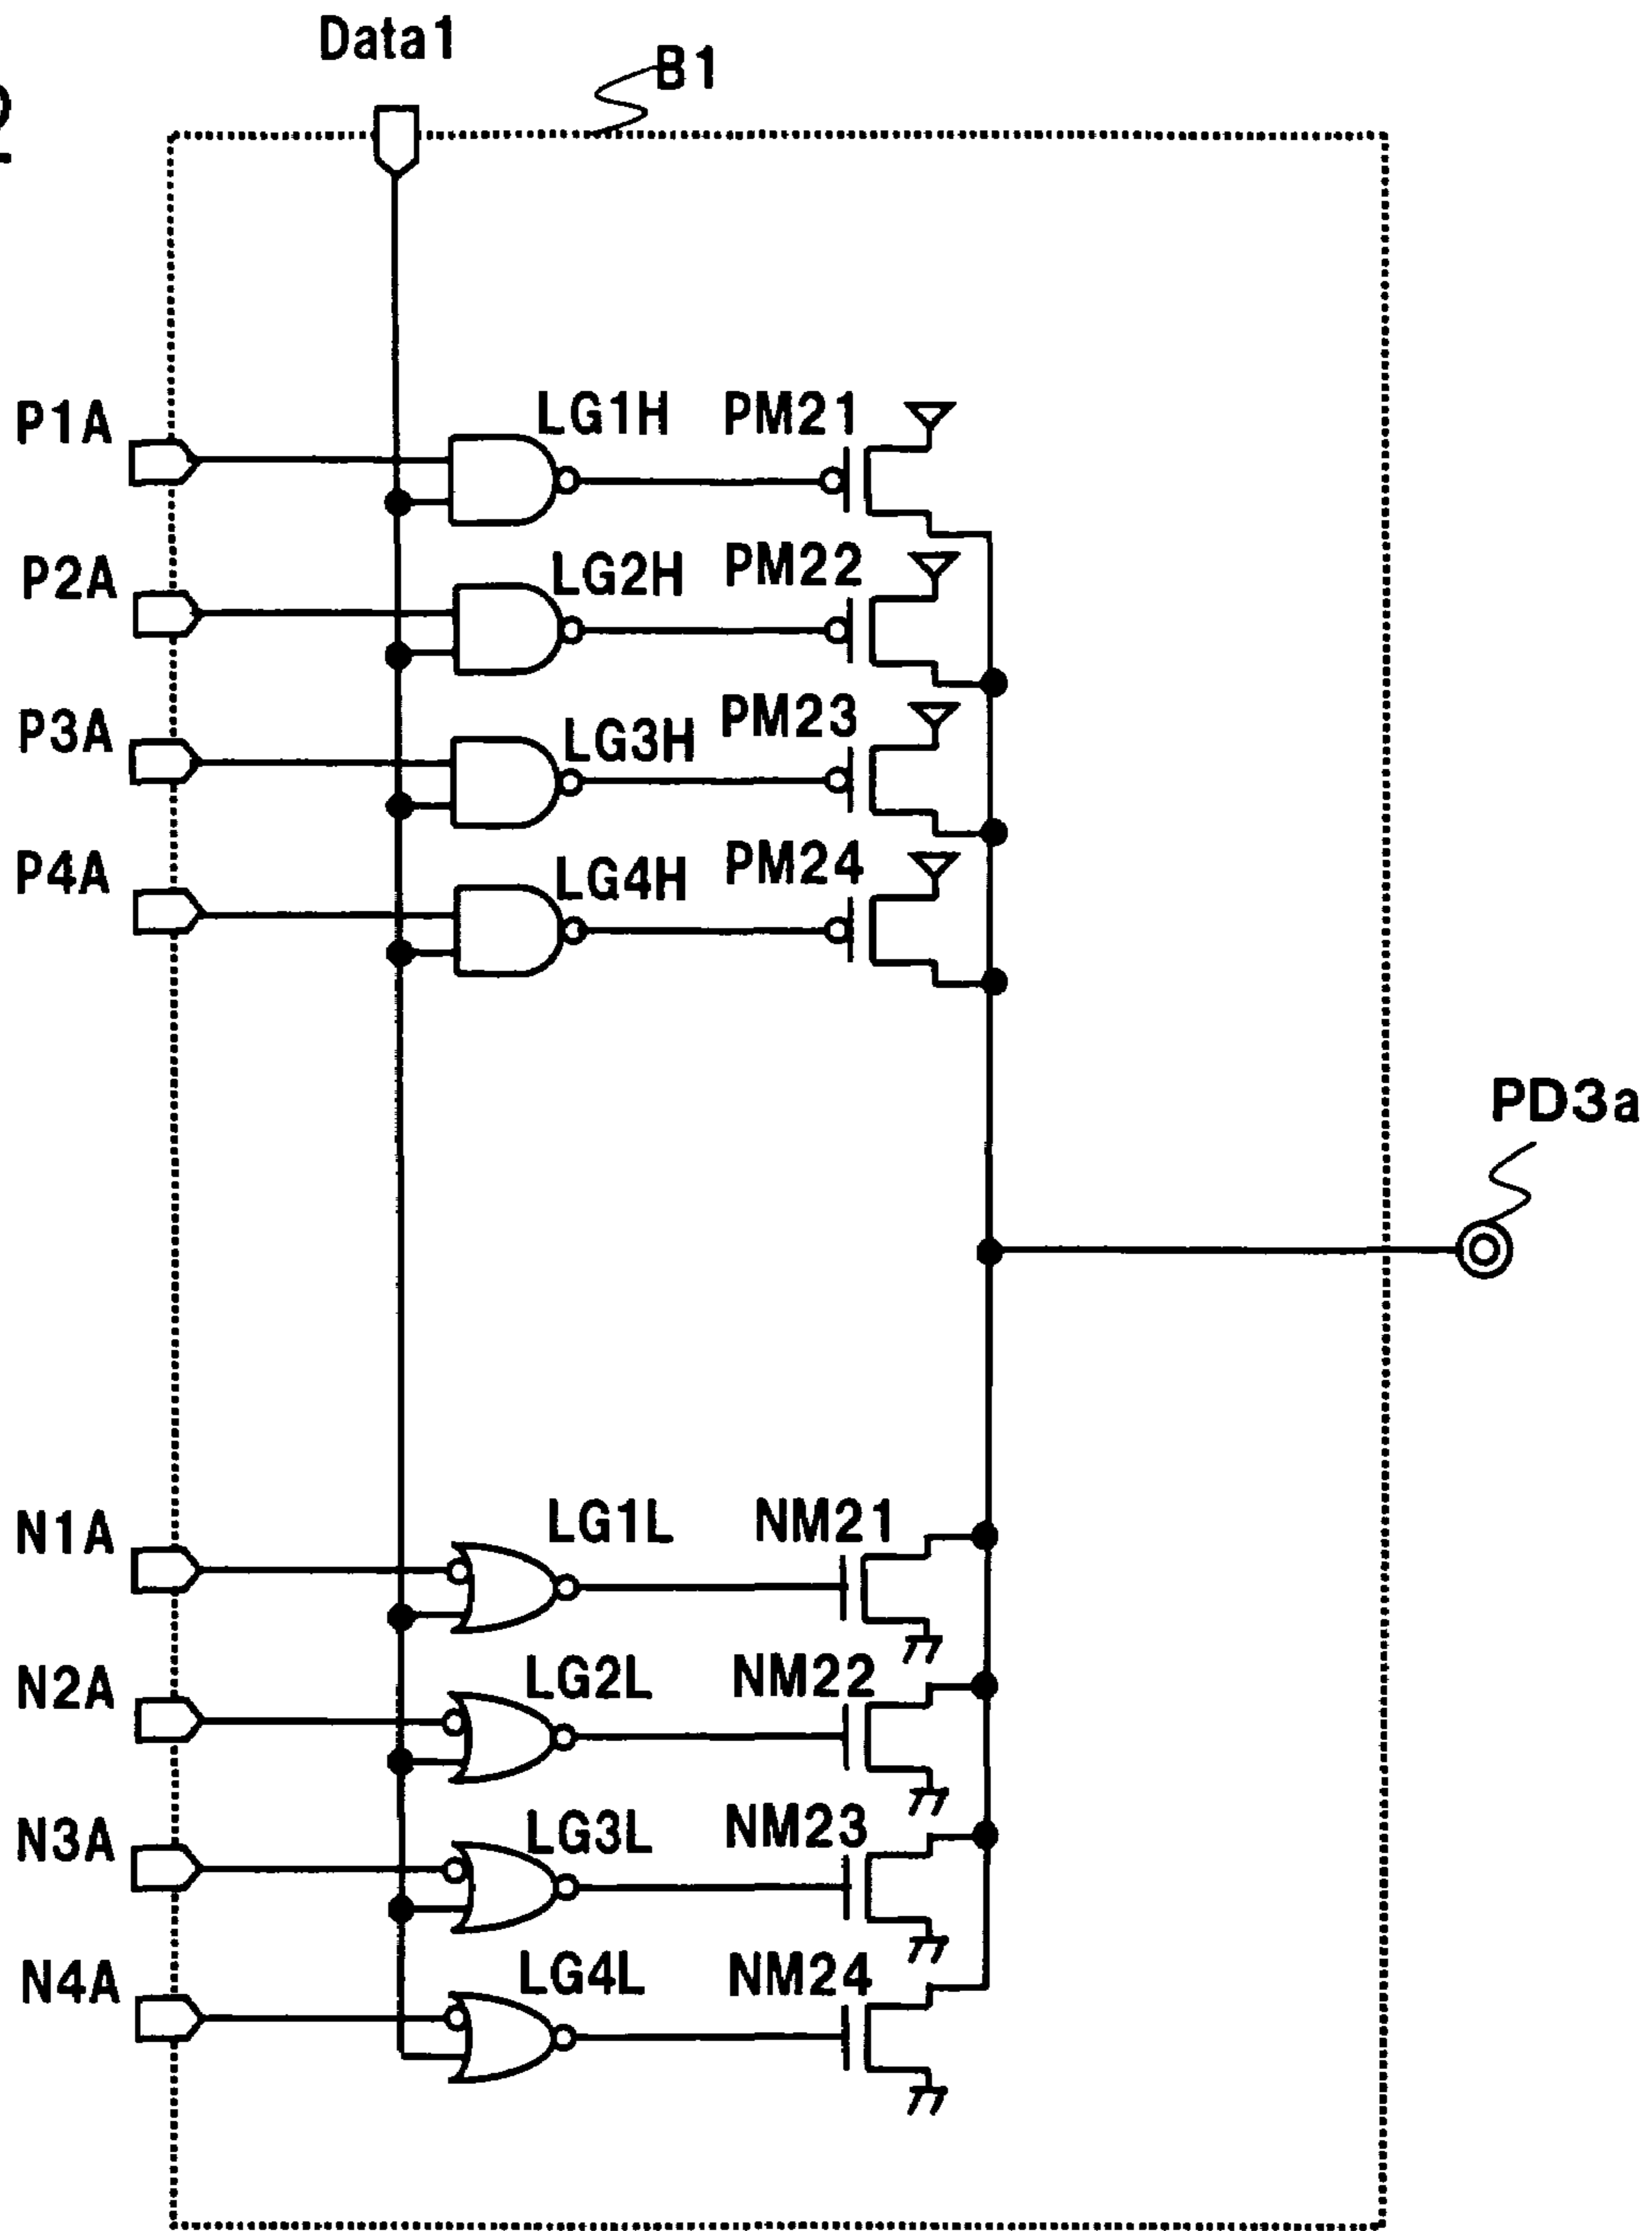 Data1
B1
P1A
LG1H
PM21
P2A
LG2H
PM22
P3A
LG3H
PM23
P4A
LG4H
PM24
PD3a
N1A
LG1L
NM21
N2A
LG2L
NM22
N3A
LG3L
NM23
N4A
LG4L
NM24